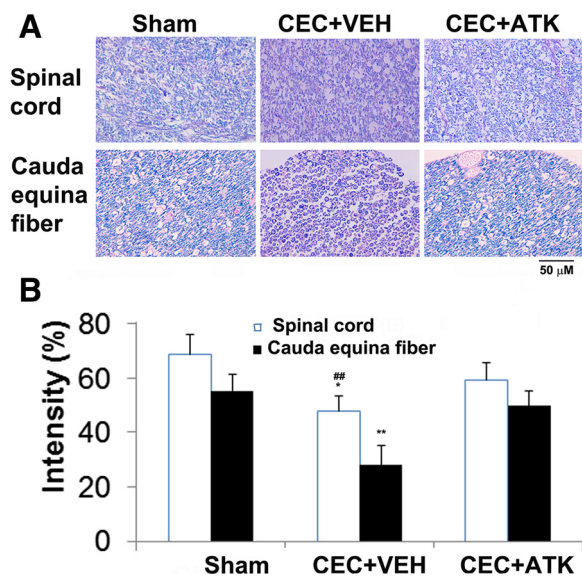 A
Sham
CEC+VEH
CEC+ATK
Spinal
cord
Cauda
equina
fiber
50 µM
B
Intensity (%)
80
60
40
20
0
Spinal cord
Cauda equina fiber
##
*
**
Sham
CEC+VEH
CEC+ATK